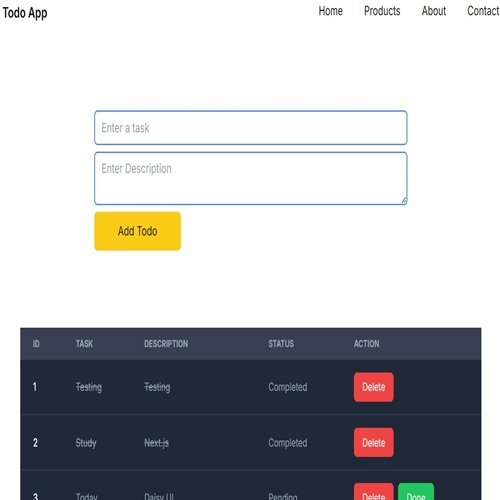 Todo App Home Products About Contact
Enter a task
Enter Description
Add Todo
ID TASK DESCRIPTION STATUS ACTION
1 Testing Testing Completed Delete
2 Study Next.js Completed Delete
3 Today Daisy UI Pending Delete Done